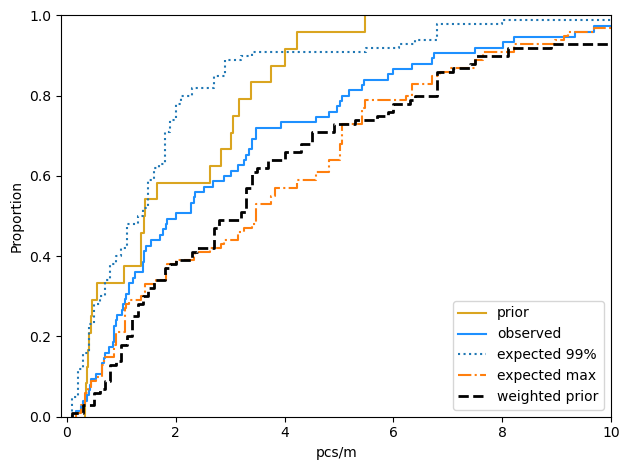 1.0
0.8
0.6
0.4
0.2
0.0
Proportion
0
2
4
6
8
10
pcs/m
prior
observed
expected 99%
expected max
weighted prior